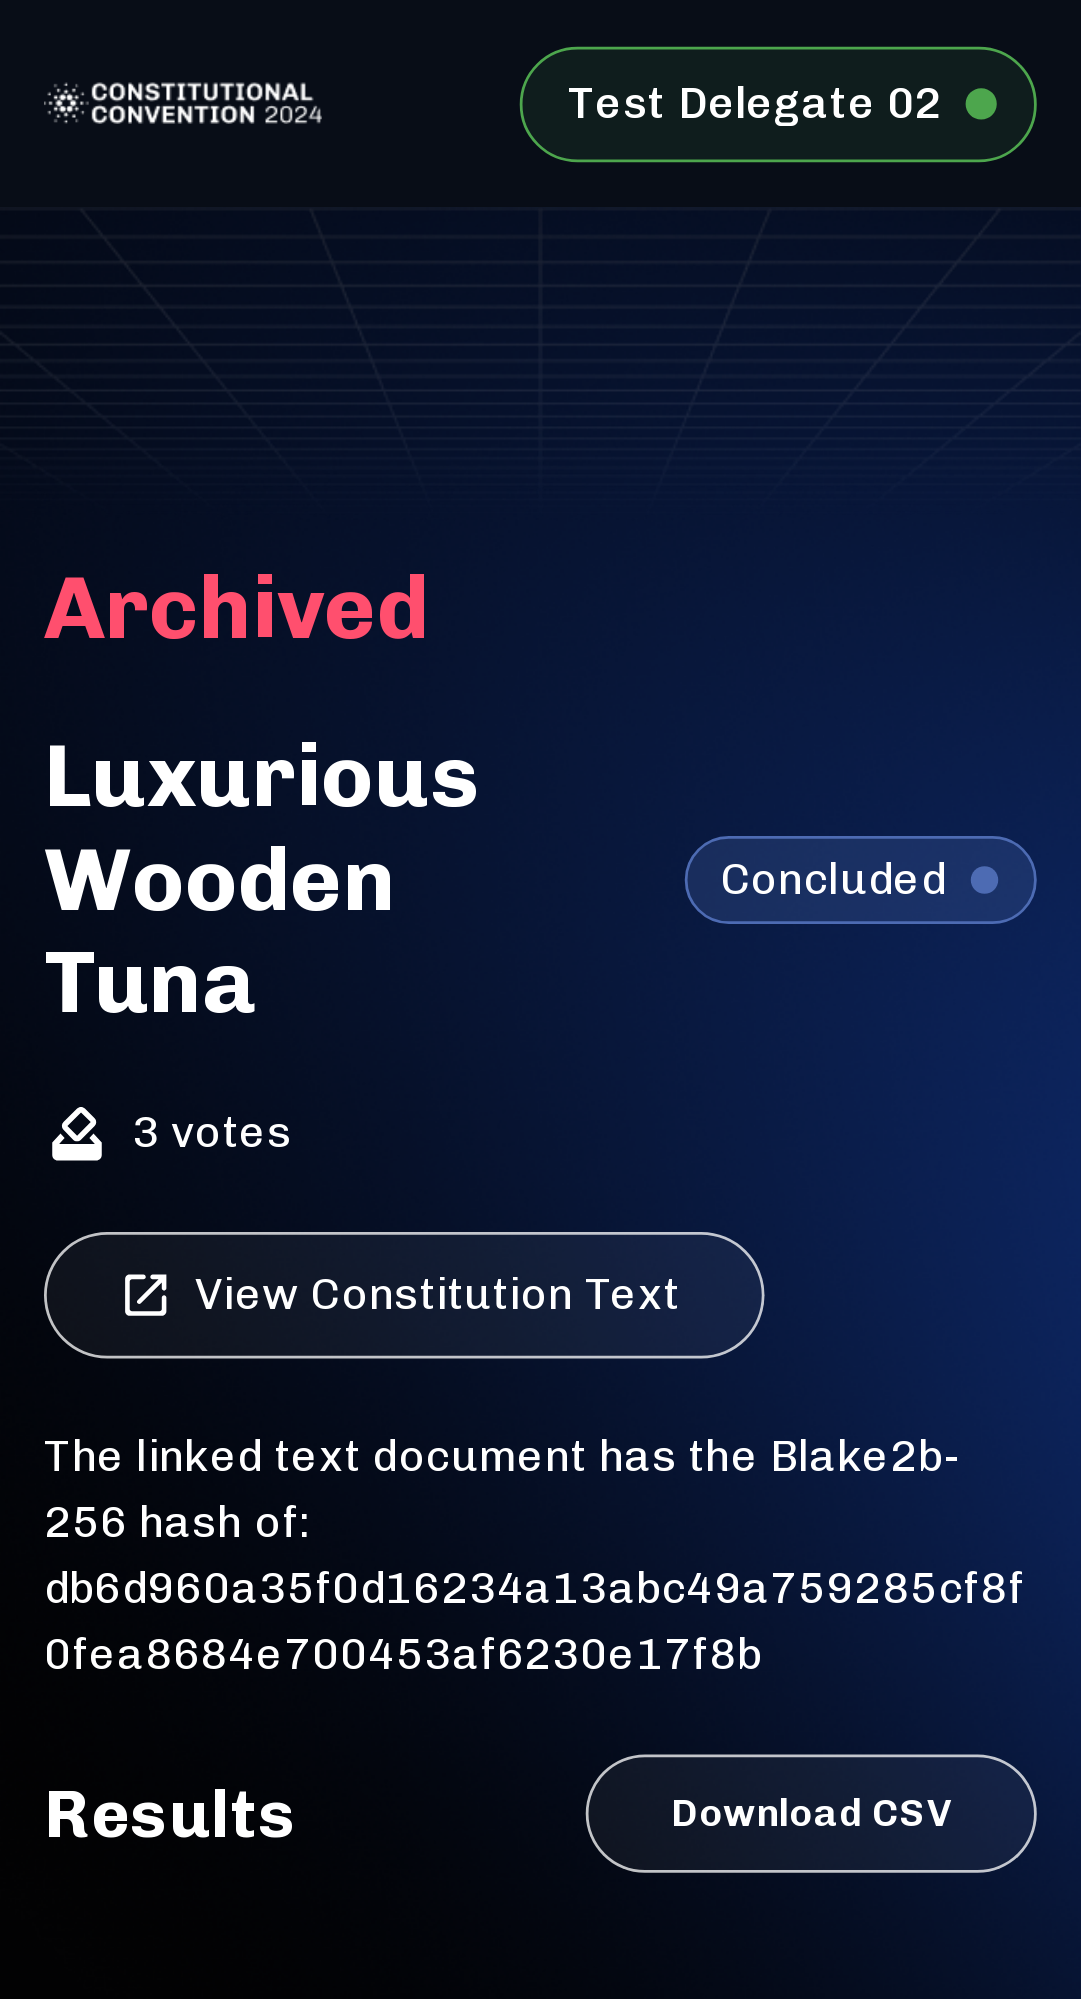 CONSTITUTIONAL
CONVENTION 2024
Test Delegate 02
Archived
Luxurious
Wooden
Tuna
Concluded
3 votes
View Constitution Text
The linked text document has the Blake2b-
256 hash of:
db6d960a35f0d16234a13abc49a759285cf8f
0fea8684e700453af6230e17f8b
Results
Download CSV